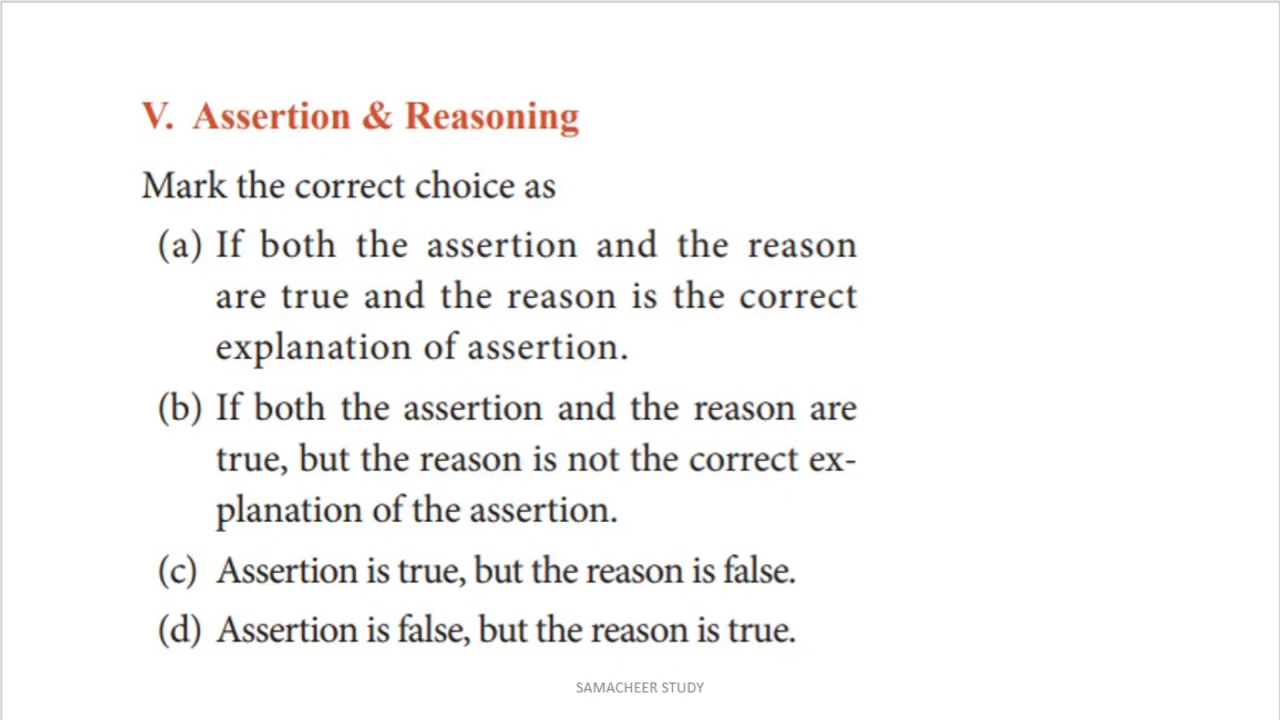 V. Assertion & Reasoning
Mark the correct choice as
(a) If both the assertion and the reason
are true and the reason is the correct
explanation of assertion.
(b) If both the assertion and the reason are
true, but the reason is not the correct ex-
planation of the assertion.
(c) Assertion is true, but the reason is false.
(d) Assertion is false, but the reason is true.
SAMACHEER STUDY